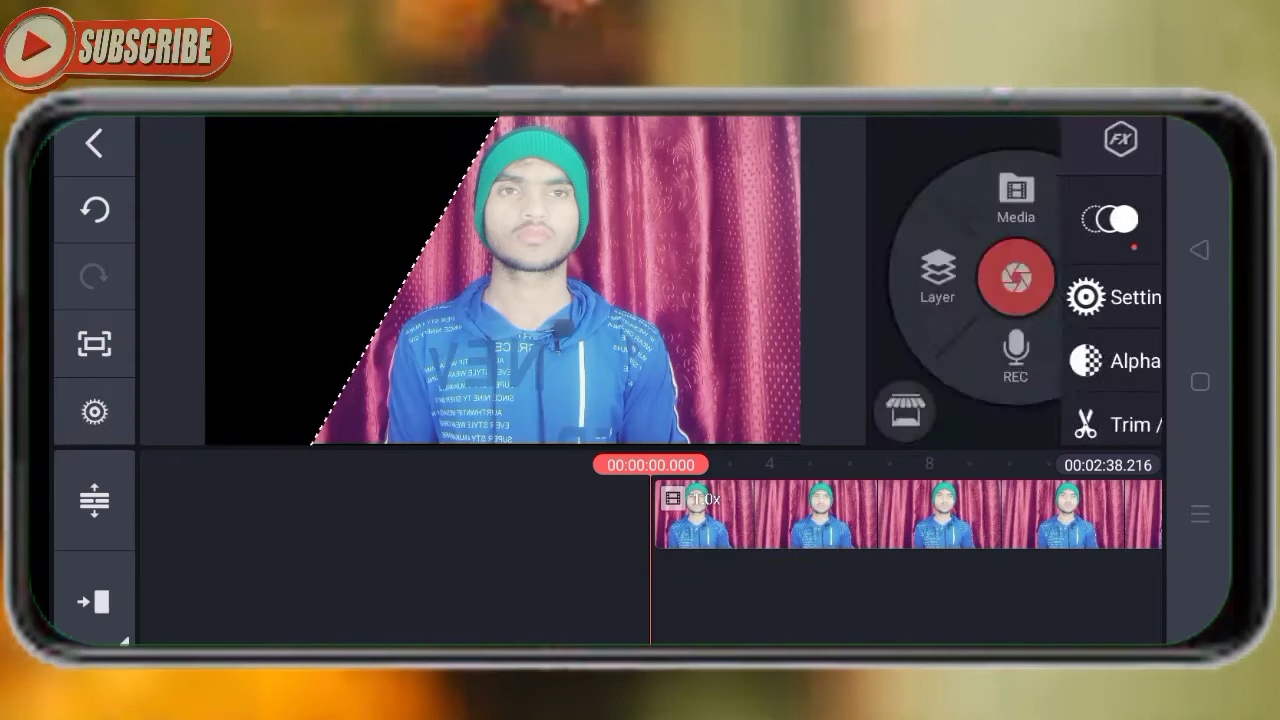 SUBSCRIBE
FX
Media
Layer
Settin
Alpha
REC
Trim /
00:00:00.000
4
8
00:02:38.216
1.0x
NEV